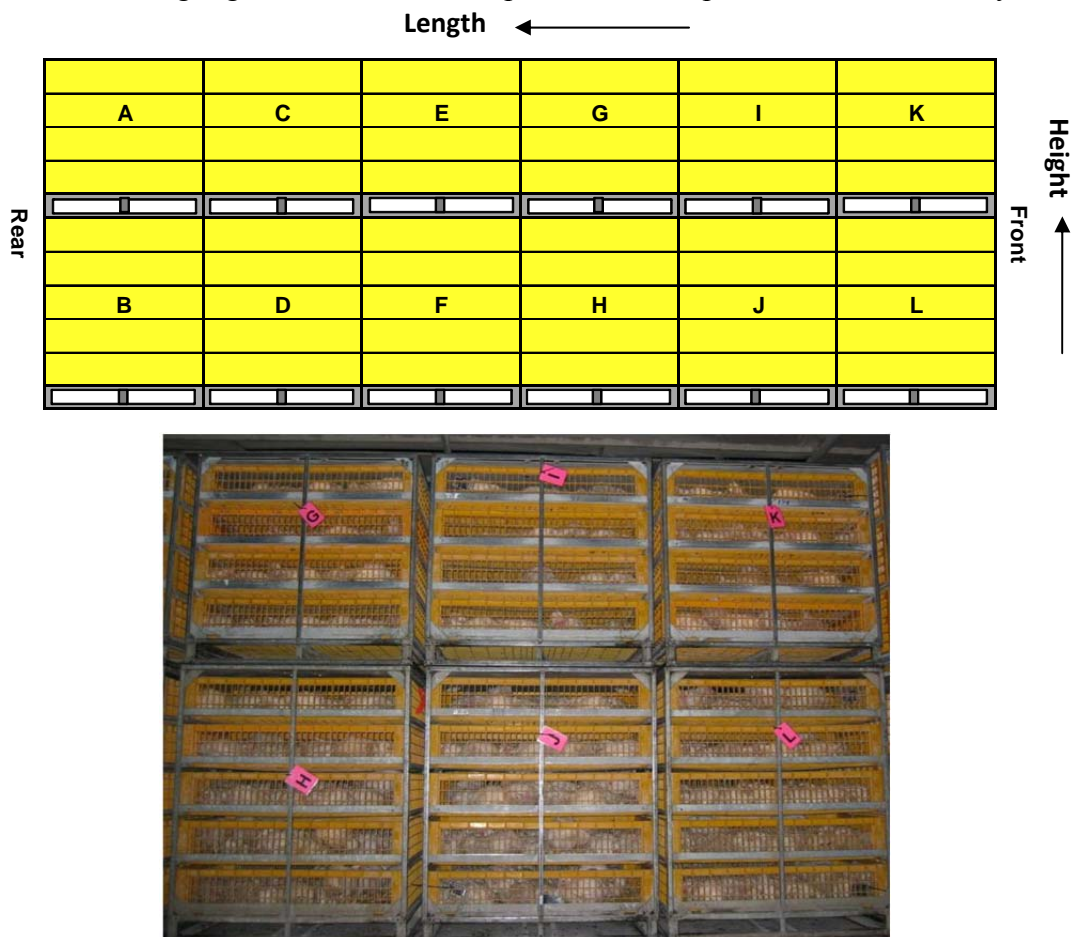 Length
A C E G I K
Height
Rear
Front
B D F H J L
G I K
H J L